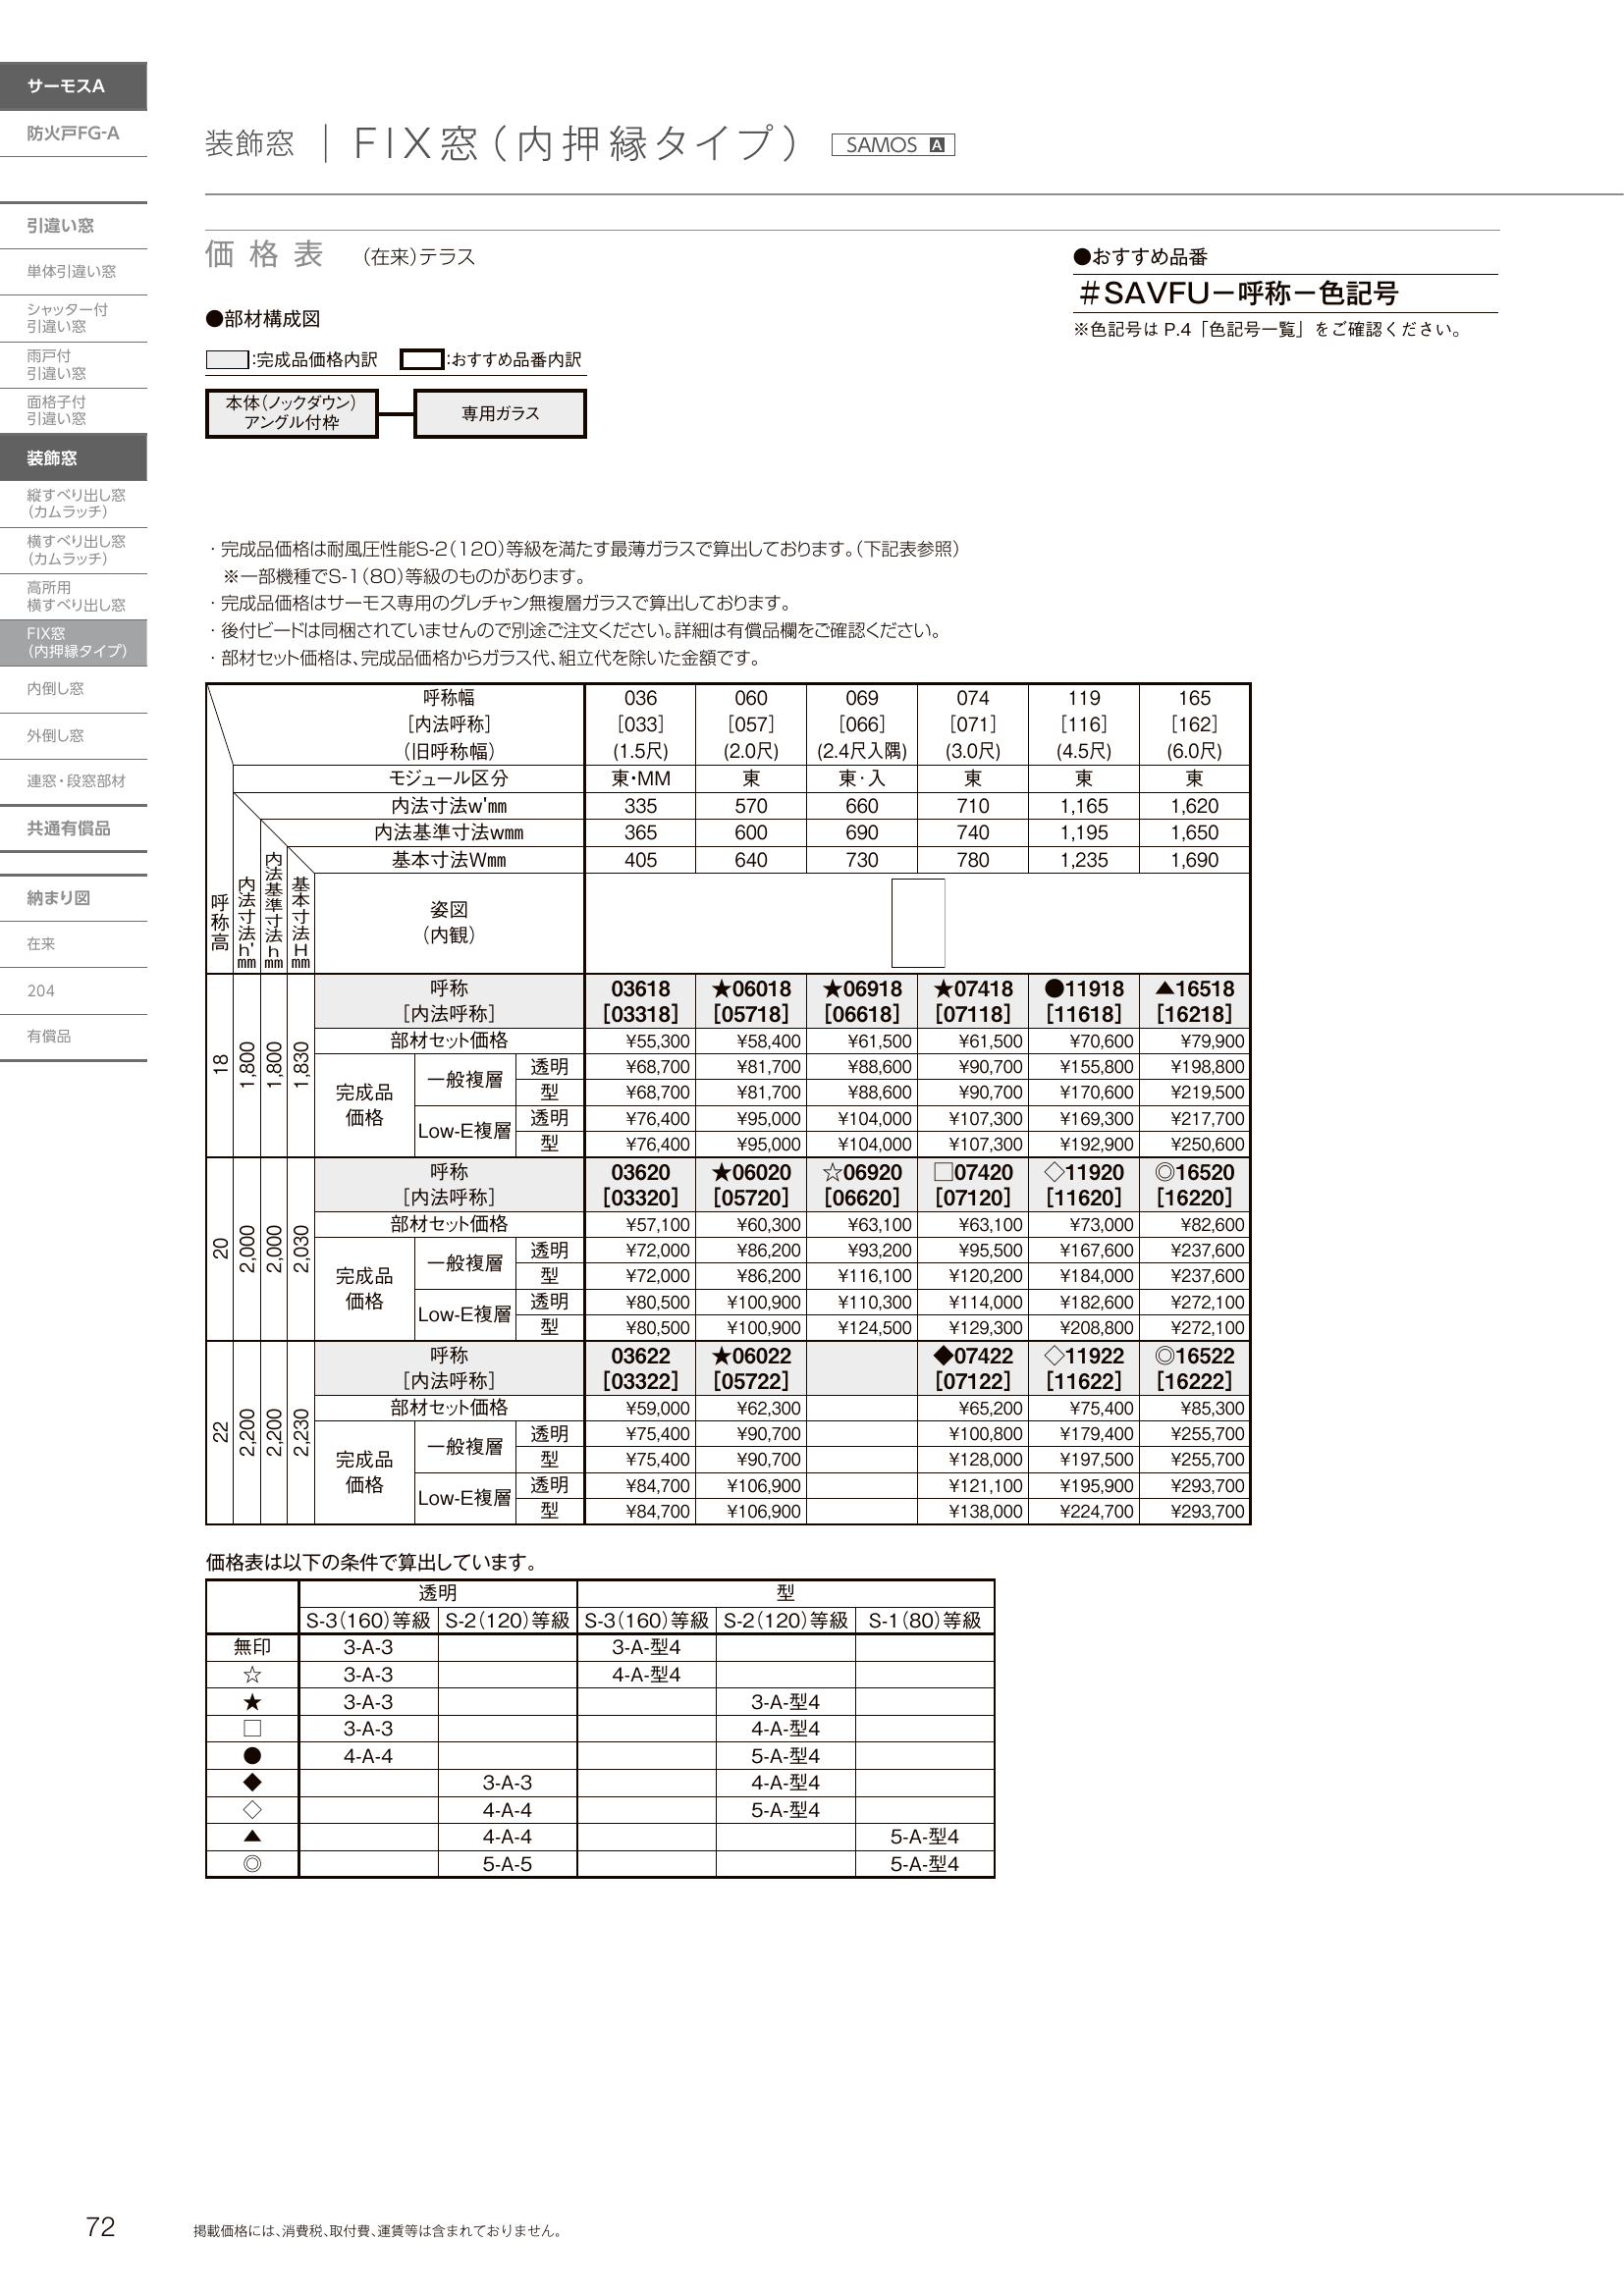 サーモスA
防火戸FG-A
引違い窓
単体引違い窓
シャッター付
引違い窓
雨戸付
引違い窓
面格子付
引違い窓
装飾窓
縦すべり出し窓
（カムラッチ）
横すべり出し窓
（カムラッチ）
高所用
横すべり出し窓
FIX窓
（内押縁タイプ）
内倒し窓
外倒し窓
連窓・段窓部材
共通有償品
納まり図
在来
204
有償品
装飾窓｜FIX窓（内押縁タイプ） SAMOS A
価格表 （在来）テラス
●おすすめ品番
＃SAVFUー呼称ー色記号
※色記号は P.4「色記号一覧」をご確認ください。
●部材構成図
：完成品価格内訳 ：おすすめ品番内訳
本体（ノックダウン）
アングル付枠
専用ガラス
・完成品価格は耐風圧性能S-2（120）等級を満たす最薄ガラスで算出しております。（下記表参照）
※一部機種でS-1（80）等級のものがあります。
・完成品価格はサーモス専用のグレチャン無複層ガラスで算出しております。
・後付ビードは同梱されていませんので別途ご注文ください。詳細は有償品欄をご確認ください。
・部材セット価格は、完成品価格からガラス代、組立代を除いた金額です。
呼称幅 036 060 069 074 119 165
［内法呼称］ ［033］ ［057］ ［066］ ［071］ ［116］ ［162］
（旧呼称幅） (1.5尺) (2.0尺) (2.4尺入隅) (3.0尺) (4.5尺) (6.0尺)
モジュール区分 東・MM 東 東・入 東 東 東
内法寸法w'mm 335 570 660 710 1,165 1,620
内法基準寸法wmm 365 600 690 740 1,195 1,650
基本寸法Wmm 405 640 730 780 1,235 1,690
呼称高 内法寸法h'mm 内法基準寸法hmm 基本寸法Hmm
姿図
（内観）
18 1,800 1,800 1,830
呼称 03618 ★06018 ★06918 ★07418 ●11918 ▲16518
［内法呼称］ ［03318］ ［05718］ ［06618］ ［07118］ ［11618］ ［16218］
部材セット価格 ¥55,300 ¥58,400 ¥61,500 ¥61,500 ¥70,600 ¥79,900
完成品価格 一般複層 透明 ¥68,700 ¥81,700 ¥88,600 ¥90,700 ¥155,800 ¥198,800
型 ¥68,700 ¥81,700 ¥88,600 ¥90,700 ¥170,600 ¥219,500
Low-E複層 透明 ¥76,400 ¥95,000 ¥104,000 ¥107,300 ¥169,300 ¥217,700
型 ¥76,400 ¥95,000 ¥104,000 ¥107,300 ¥192,900 ¥250,600
20 2,000 2,000 2,030
呼称 03620 ★06020 ☆06920 □07420 ◇11920 ◎16520
［内法呼称］ ［03320］ ［05720］ ［06620］ ［07120］ ［11620］ ［16220］
部材セット価格 ¥57,100 ¥60,300 ¥63,100 ¥63,100 ¥73,000 ¥82,600
完成品価格 一般複層 透明 ¥72,000 ¥86,200 ¥93,200 ¥95,500 ¥167,600 ¥237,600
型 ¥72,000 ¥86,200 ¥116,100 ¥120,200 ¥184,000 ¥237,600
Low-E複層 透明 ¥80,500 ¥100,900 ¥110,300 ¥114,000 ¥182,600 ¥272,100
型 ¥80,500 ¥100,900 ¥124,500 ¥129,300 ¥208,800 ¥272,100
22 2,200 2,200 2,230
呼称 03622 ★06022 ◆07422 ◇11922 ◎16522
［内法呼称］ ［03322］ ［05722］ ［07122］ ［11622］ ［16222］
部材セット価格 ¥59,000 ¥62,300 ¥65,200 ¥75,400 ¥85,300
完成品価格 一般複層 透明 ¥75,400 ¥90,700 ¥100,800 ¥179,400 ¥255,700
型 ¥75,400 ¥90,700 ¥128,000 ¥197,500 ¥255,700
Low-E複層 透明 ¥84,700 ¥106,900 ¥121,100 ¥195,900 ¥293,700
型 ¥84,700 ¥106,900 ¥138,000 ¥224,700 ¥293,700
価格表は以下の条件で算出しています。
透明 型
S-3（160）等級 S-2（120）等級 S-3（160）等級 S-2（120）等級 S-1（80）等級
無印 3-A-3 3-A-型4
☆ 3-A-3 4-A-型4
★ 3-A-3 3-A-型4
□ 3-A-3 4-A-型4
● 4-A-4 5-A-型4
◆ 3-A-3 4-A-型4
◇ 4-A-4 5-A-型4
▲ 4-A-4 5-A-型4
◎ 5-A-5 5-A-型4
72
掲載価格には、消費税、取付費、運賃等は含まれておりません。